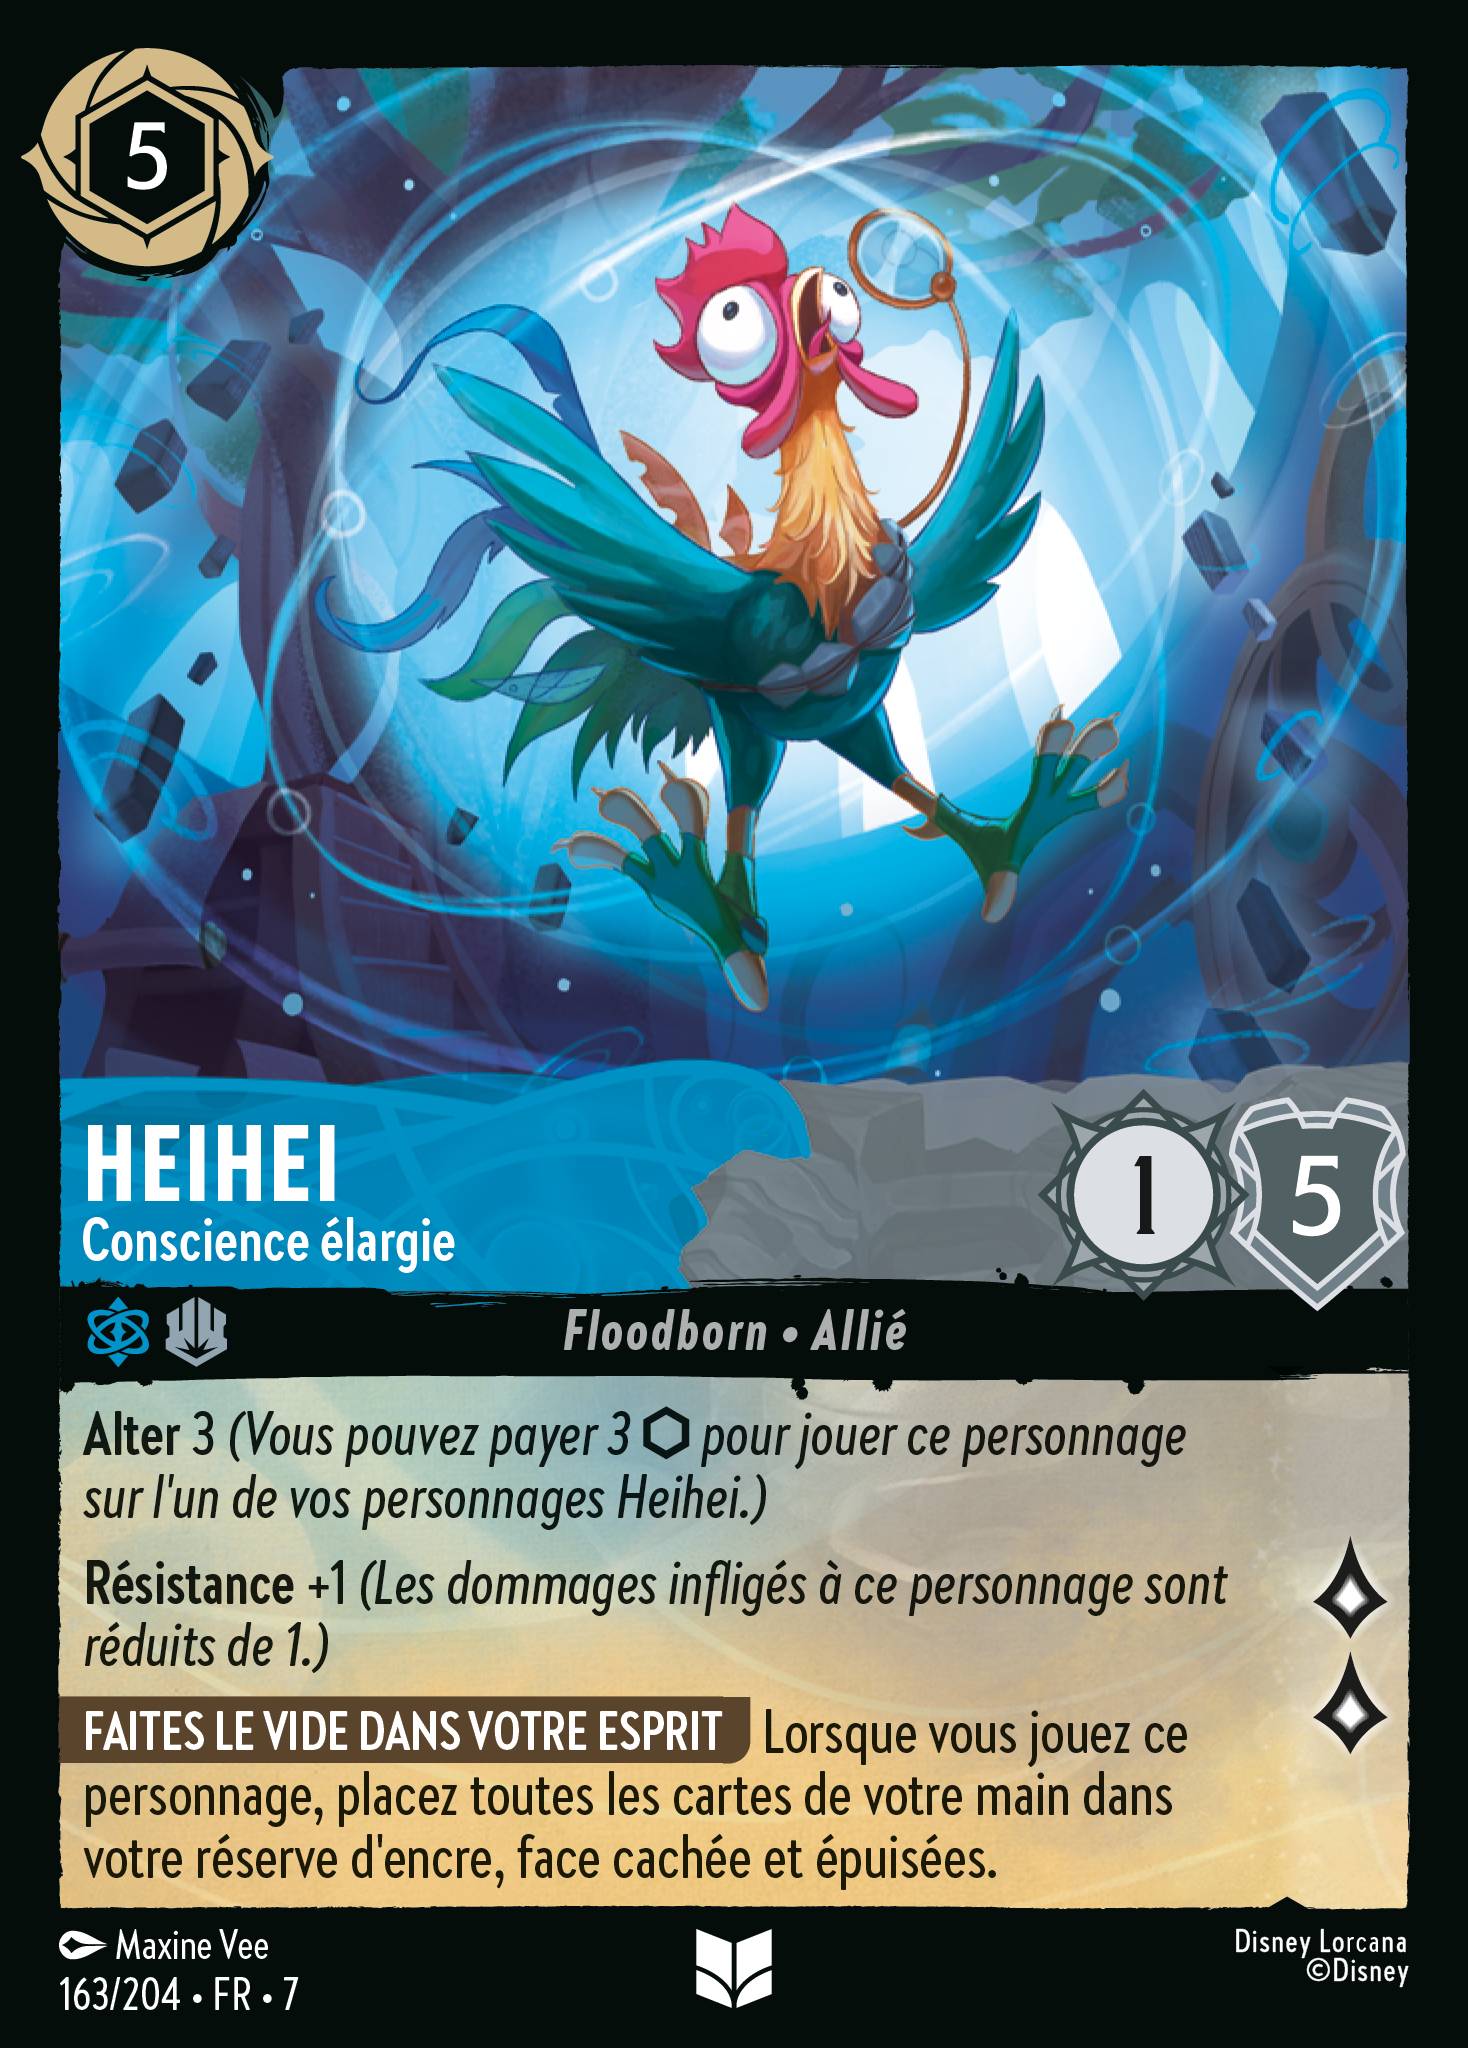 5
HEIHEI
Conscience élargie
1
5
Floodborn • Allié
Alter 3 (Vous pouvez payer 3 ⬡ pour jouer ce personnage
sur l'un de vos personnages Heihei.)
Résistance +1 (Les dommages infligés à ce personnage sont
réduits de 1.)
FAITES LE VIDE DANS VOTRE ESPRIT Lorsque vous jouez ce
personnage, placez toutes les cartes de votre main dans
votre réserve d'encre, face cachée et épuisées.
Maxine Vee
163/204 • FR • 7
Disney Lorcana
©Disney